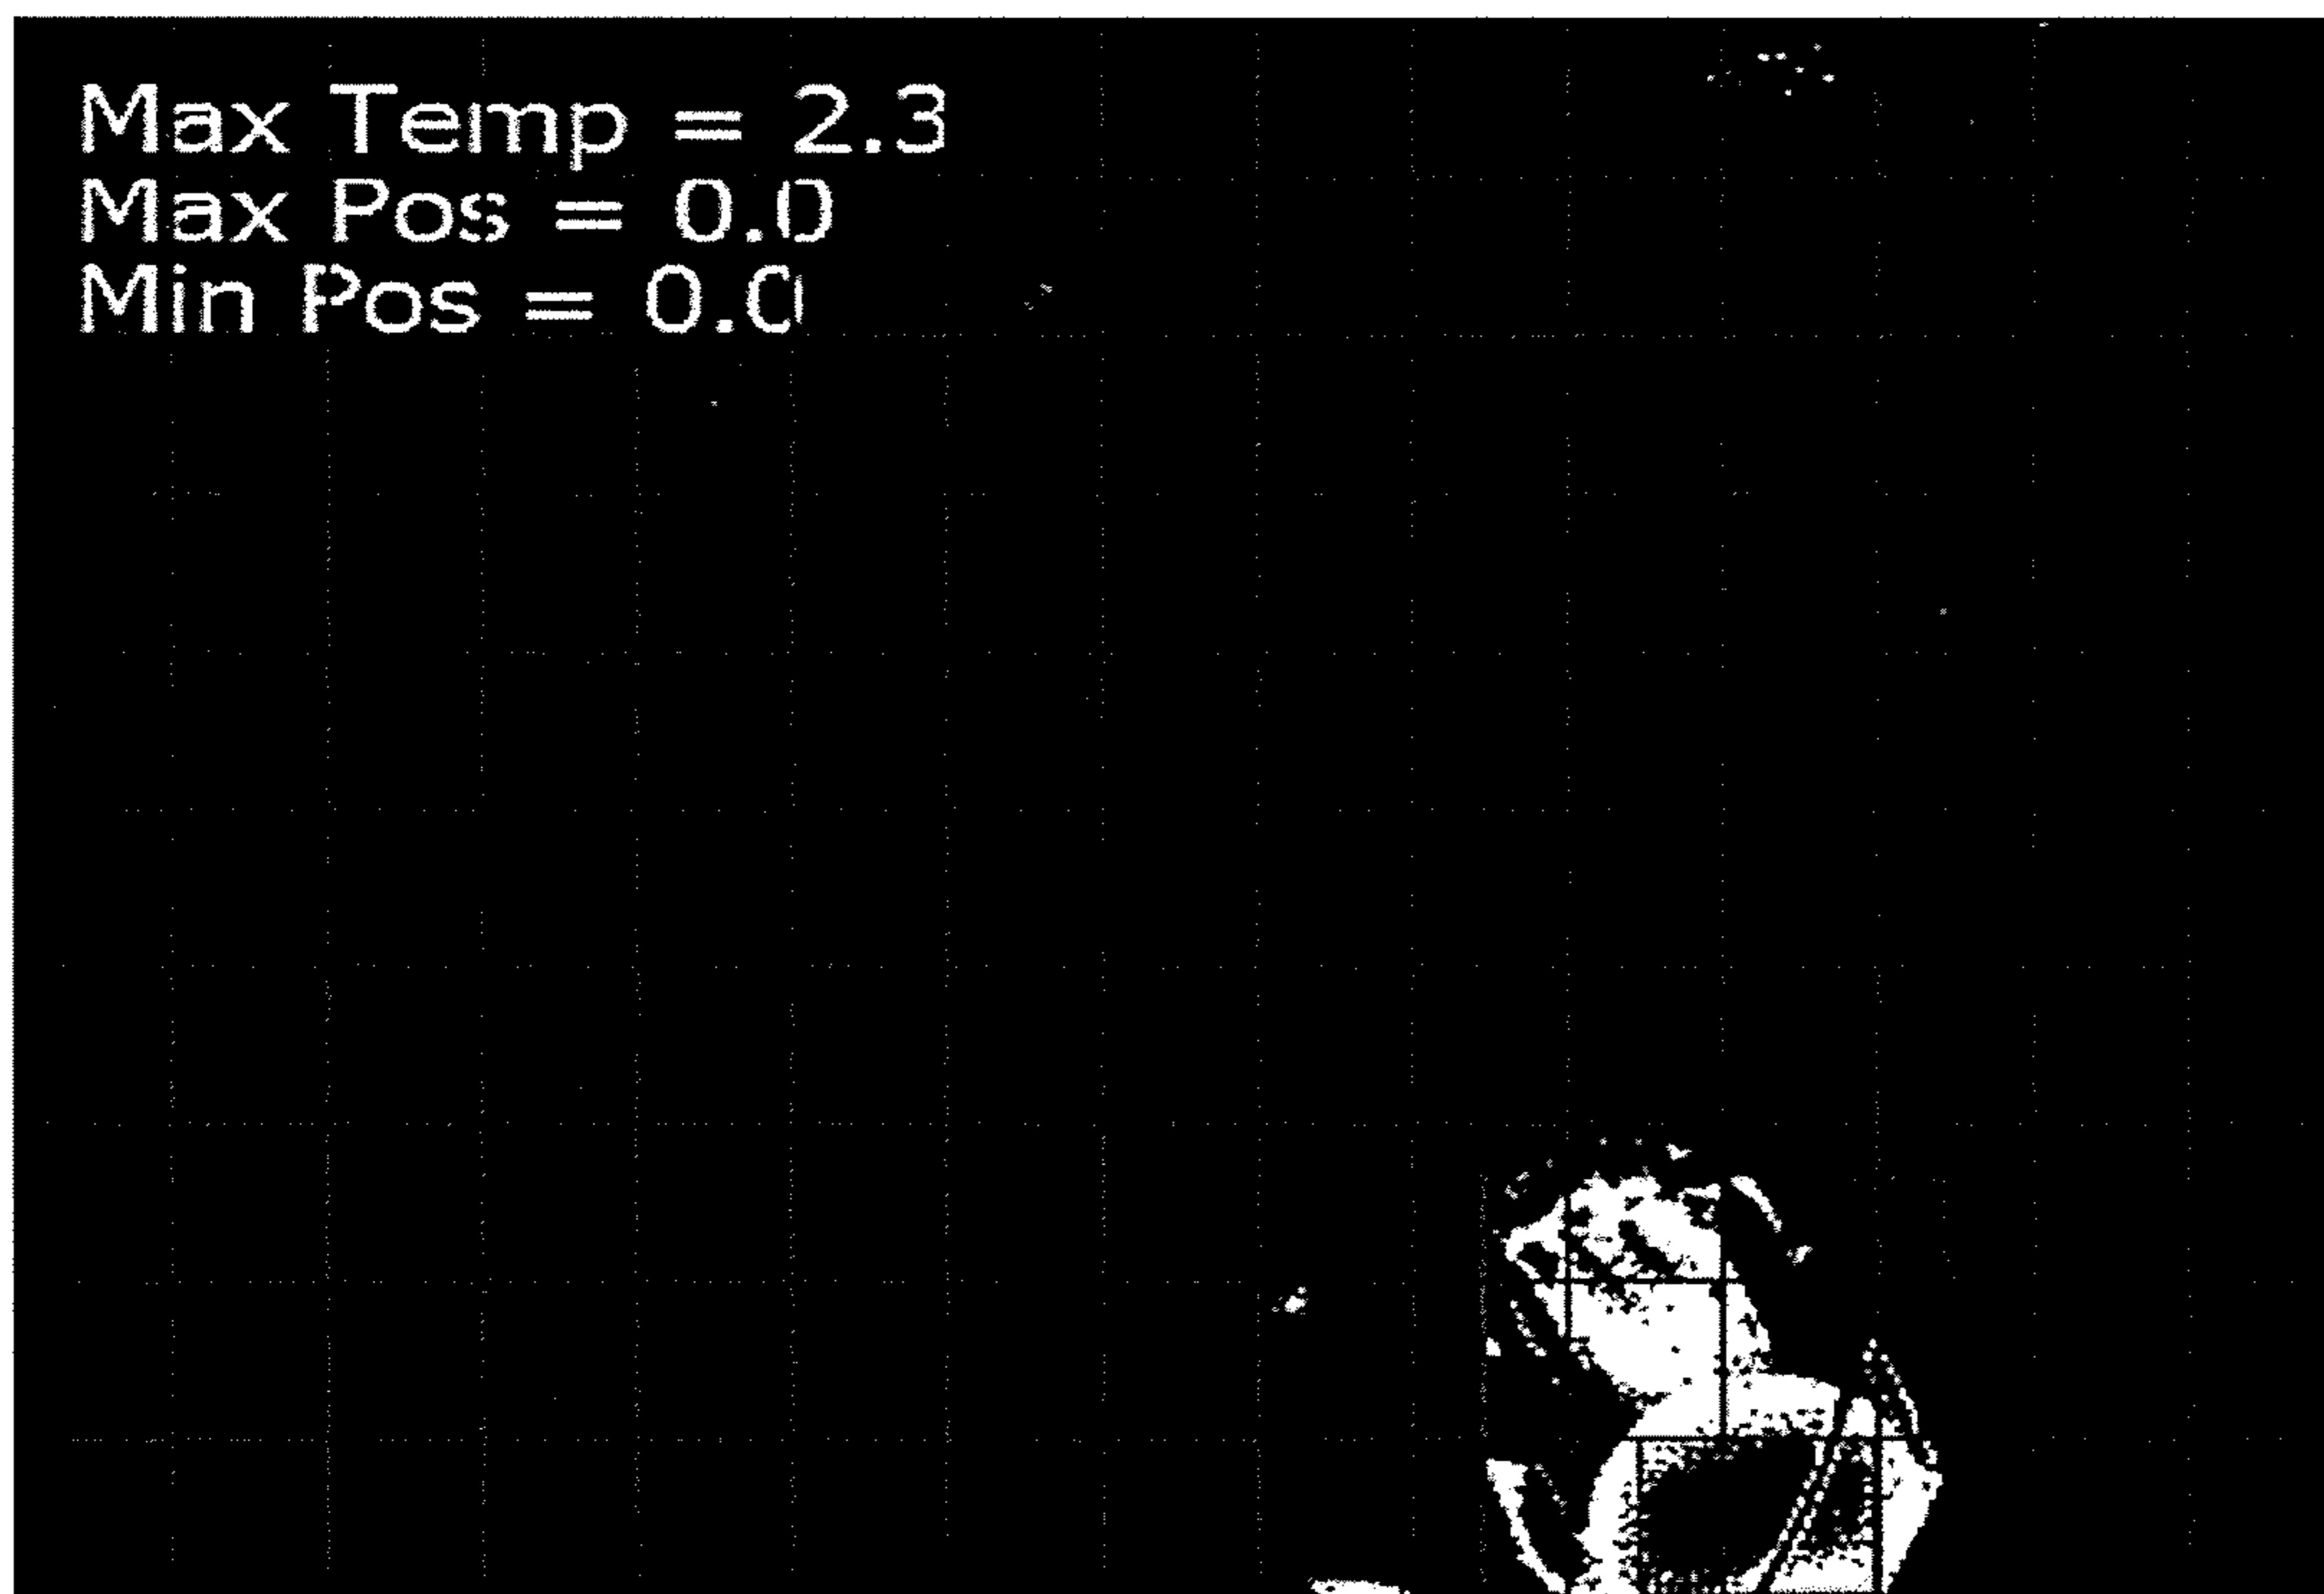 Max Temp = 2.3
Max Pos = 0.0
Min Pos = 0.0